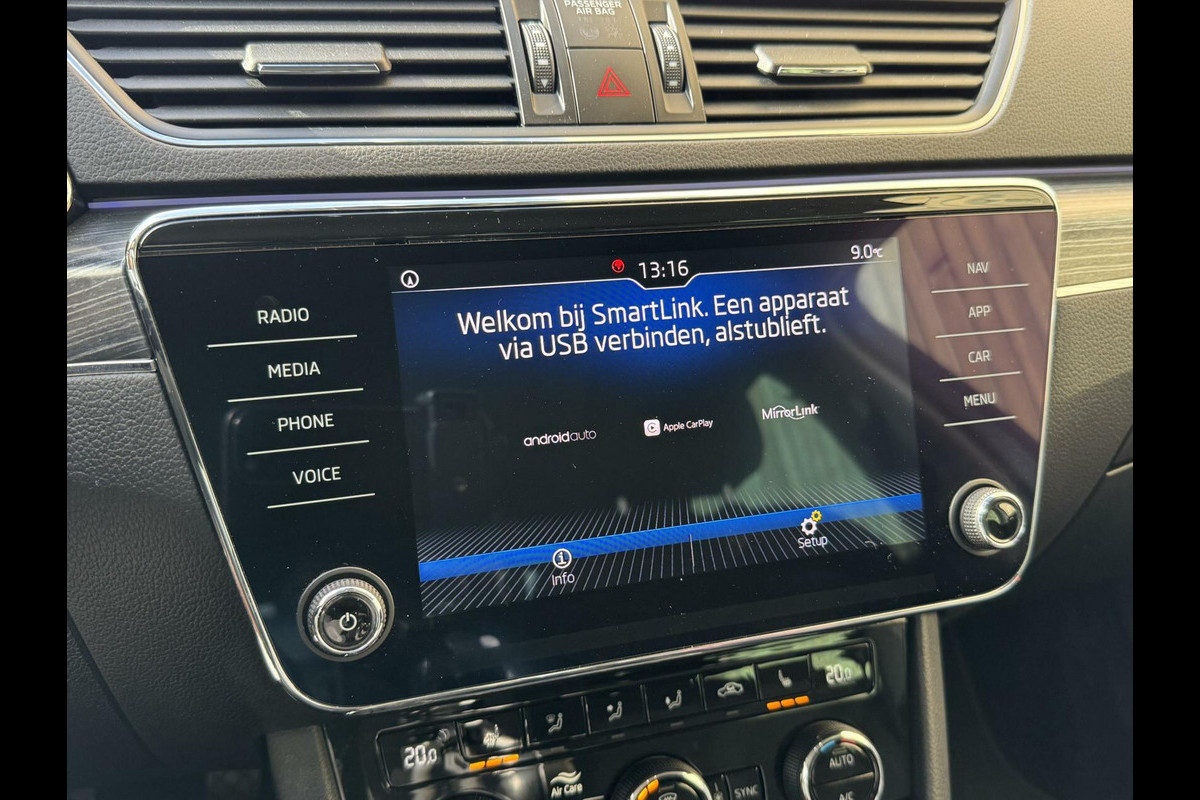 PASSENGER
AIR BAG
13:16
9.0°C
Welkom bij SmartLink. Een apparaat
via USB verbinden, alstublieft.
RADIO
MEDIA
PHONE
VOICE
NAV
APP
CAR
MENU
androidauto
Apple CarPlay
MirrorLink
i
Info
Setup
20.0
20.0
Air Care
SYNC
AUTO
A/C